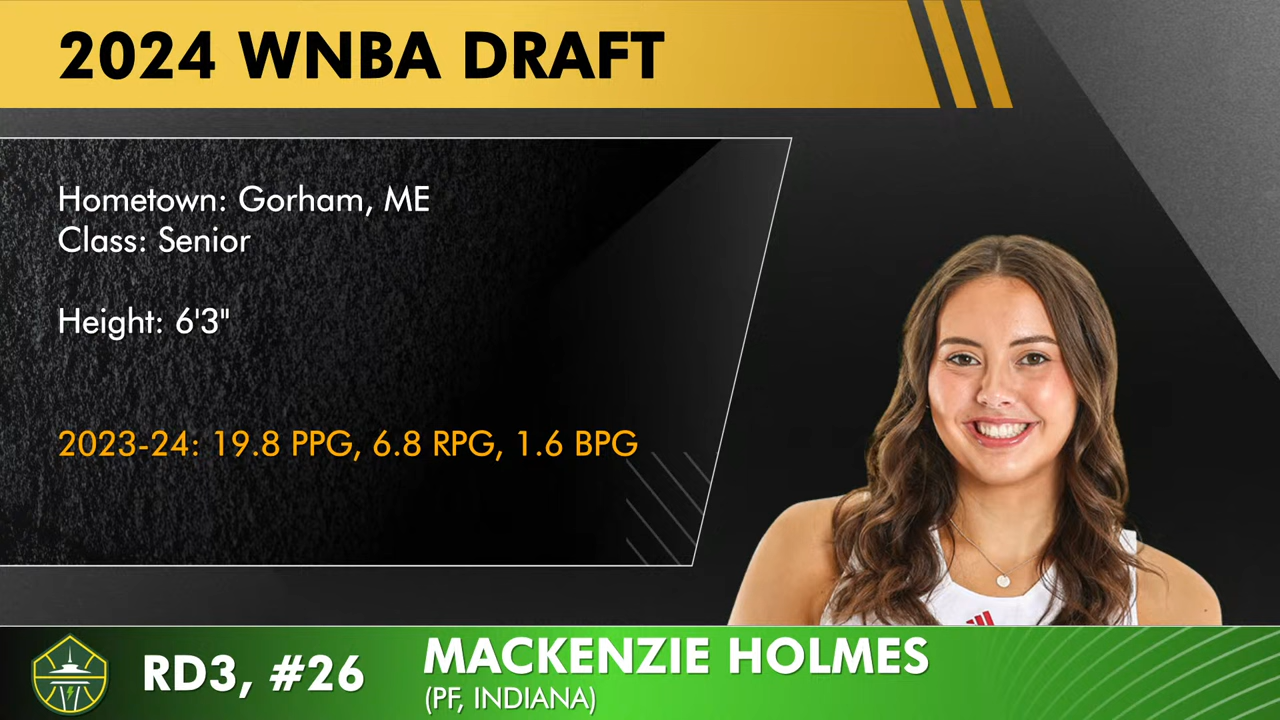 2024 WNBA DRAFT
Hometown: Gorham, ME
Class: Senior
Height: 6'3"
2023-24: 19.8 PPG, 6.8 RPG, 1.6 BPG
RD3, #26
MACKENZIE HOLMES
(PF, INDIANA)